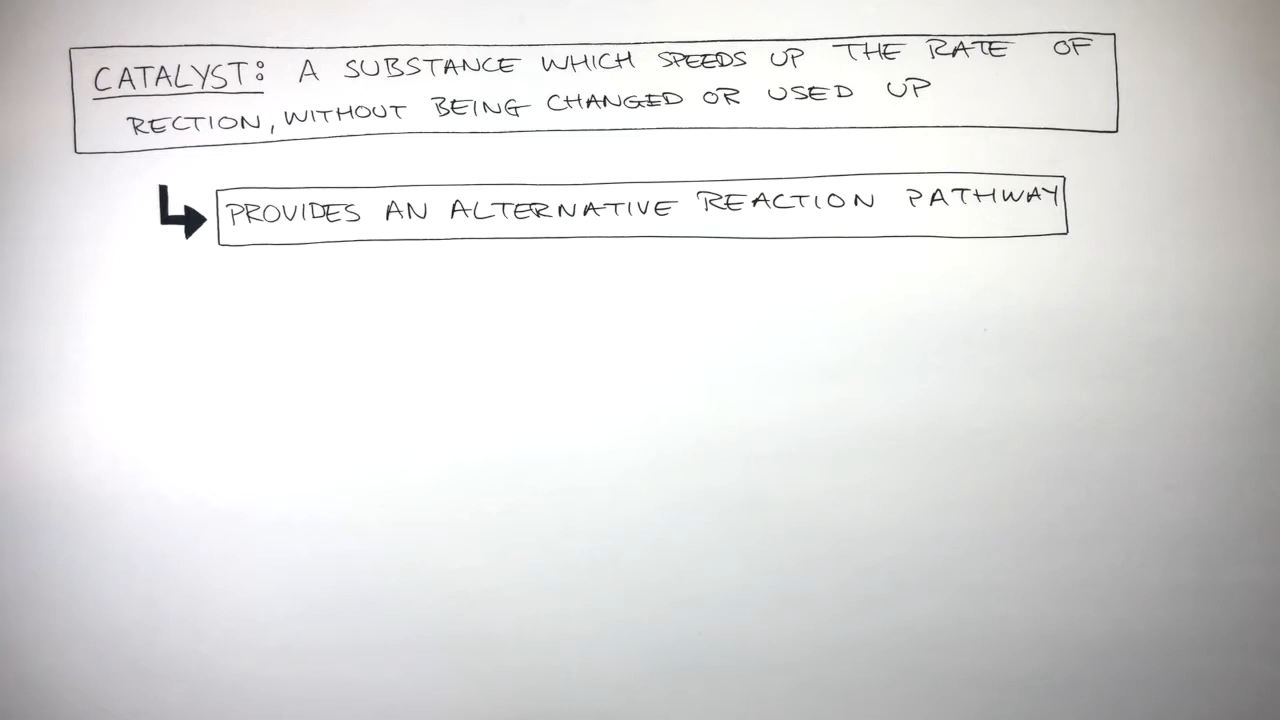 CATALYST: A SUBSTANCE WHICH SPEEDS UP THE RATE OF
RECTION, WITHOUT BEING CHANGED OR USED UP
PROVIDES AN ALTERNATIVE REACTION PATHWAY